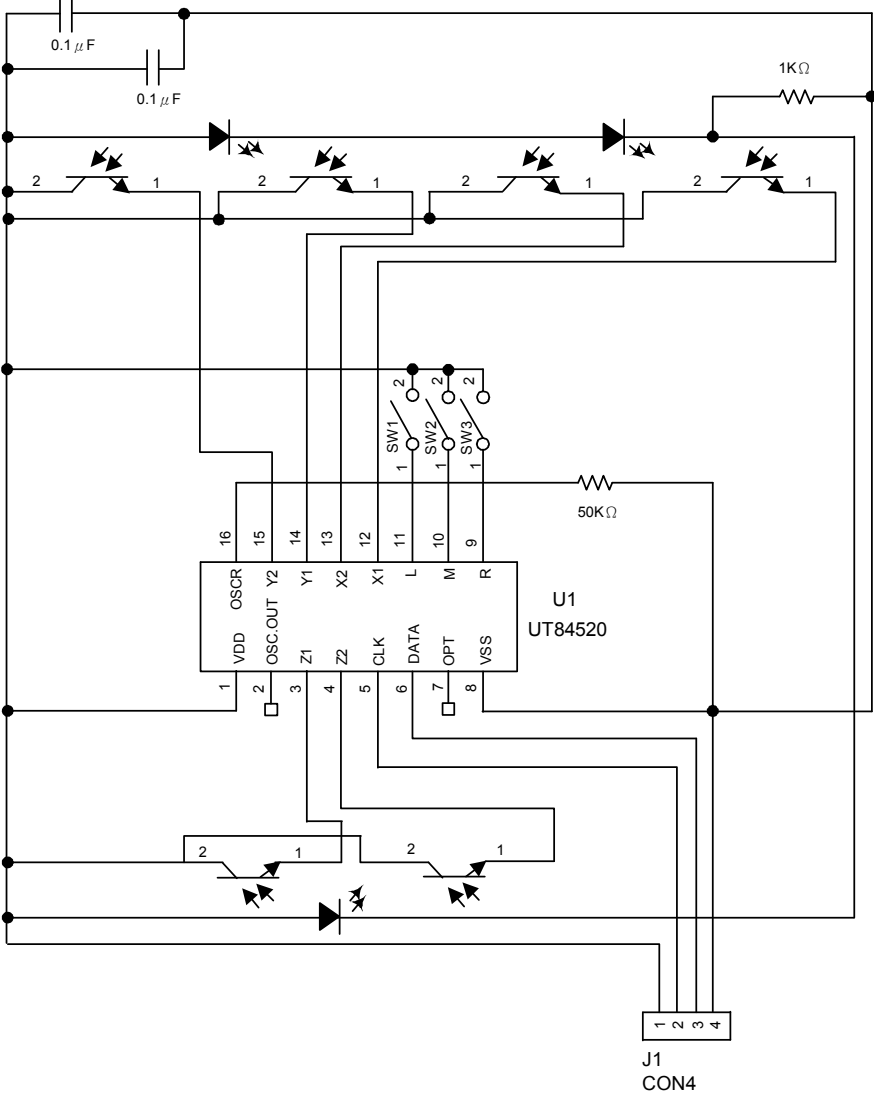 0.1 μF
0.1 μF
1KΩ
2 1 2 1 2 1 2 1
2 2 2
SW1 SW2 SW3
1 1 1
50KΩ
16 15 14 13 12 11 10 9
OSCR Y2 Y1 X2 X1 L M R
U1
UT84520
VDD OSC.OUT Z1 Z2 CLK DATA OPT VSS
1 2 3 4 5 6 7 8
2 1 2 1
1 2 3 4
J1
CON4